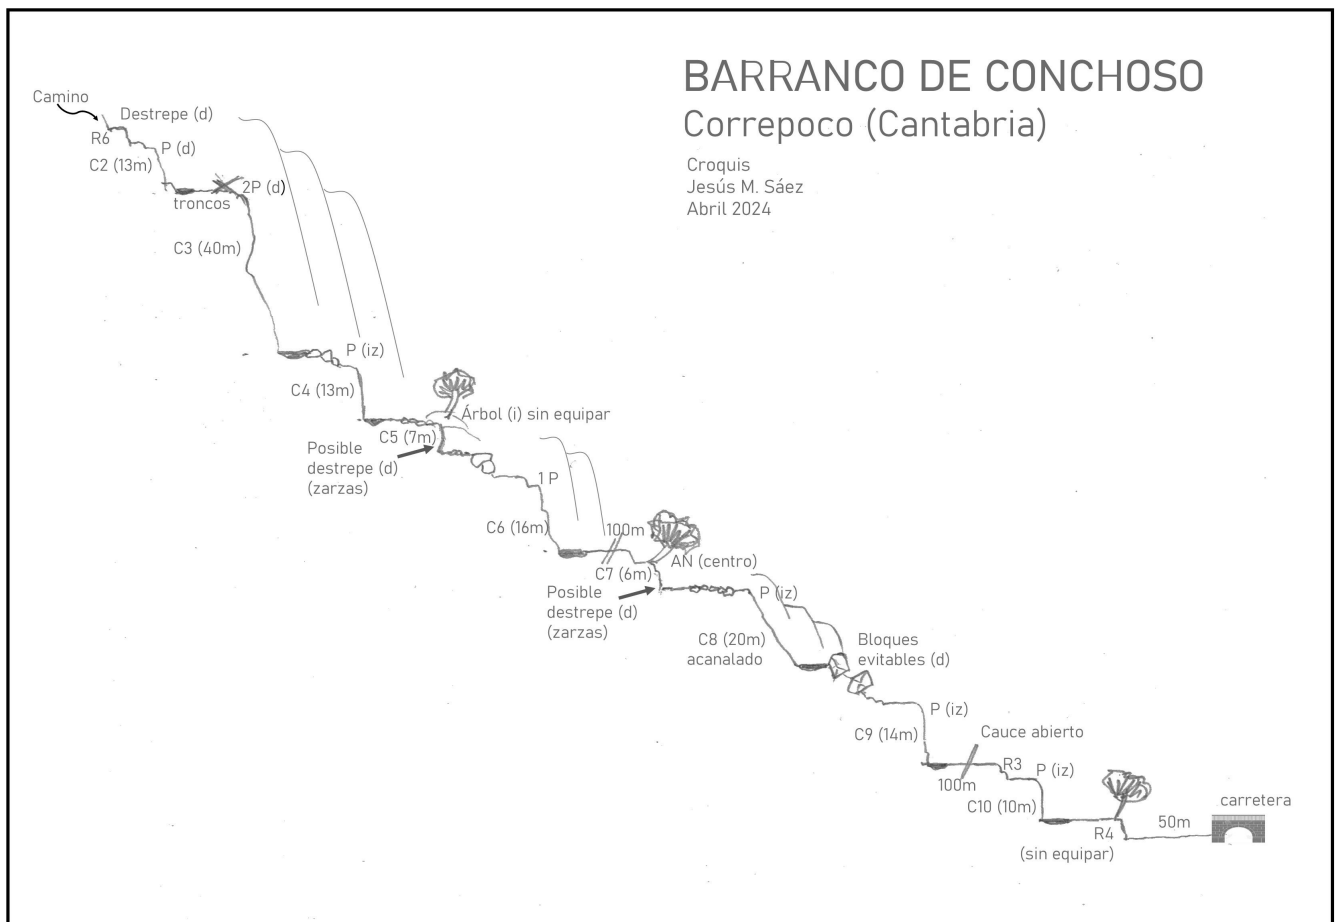 BARRANCO DE CONCHOSO
Correpoco (Cantabria)
Croquis
Jesús M. Sáez
Abril 2024
Camino
Destrepe (d)
R6
P (d)
C2 (13m)
2P (d)
troncos
C3 (40m)
P (iz)
C4 (13m)
Árbol (i) sin equipar
C5 (7m)
Posible
destrepe (d)
(zarzas)
1 P
C6 (16m)
100m
AN (centro)
C7 (6m)
Posible
destrepe (d)
(zarzas)
P (iz)
C8 (20m)
acanalado
Bloques
evitables (d)
P (iz)
C9 (14m)
Cauce abierto
100m
R3
P (iz)
C10 (10m)
R4
(sin equipar)
50m
carretera